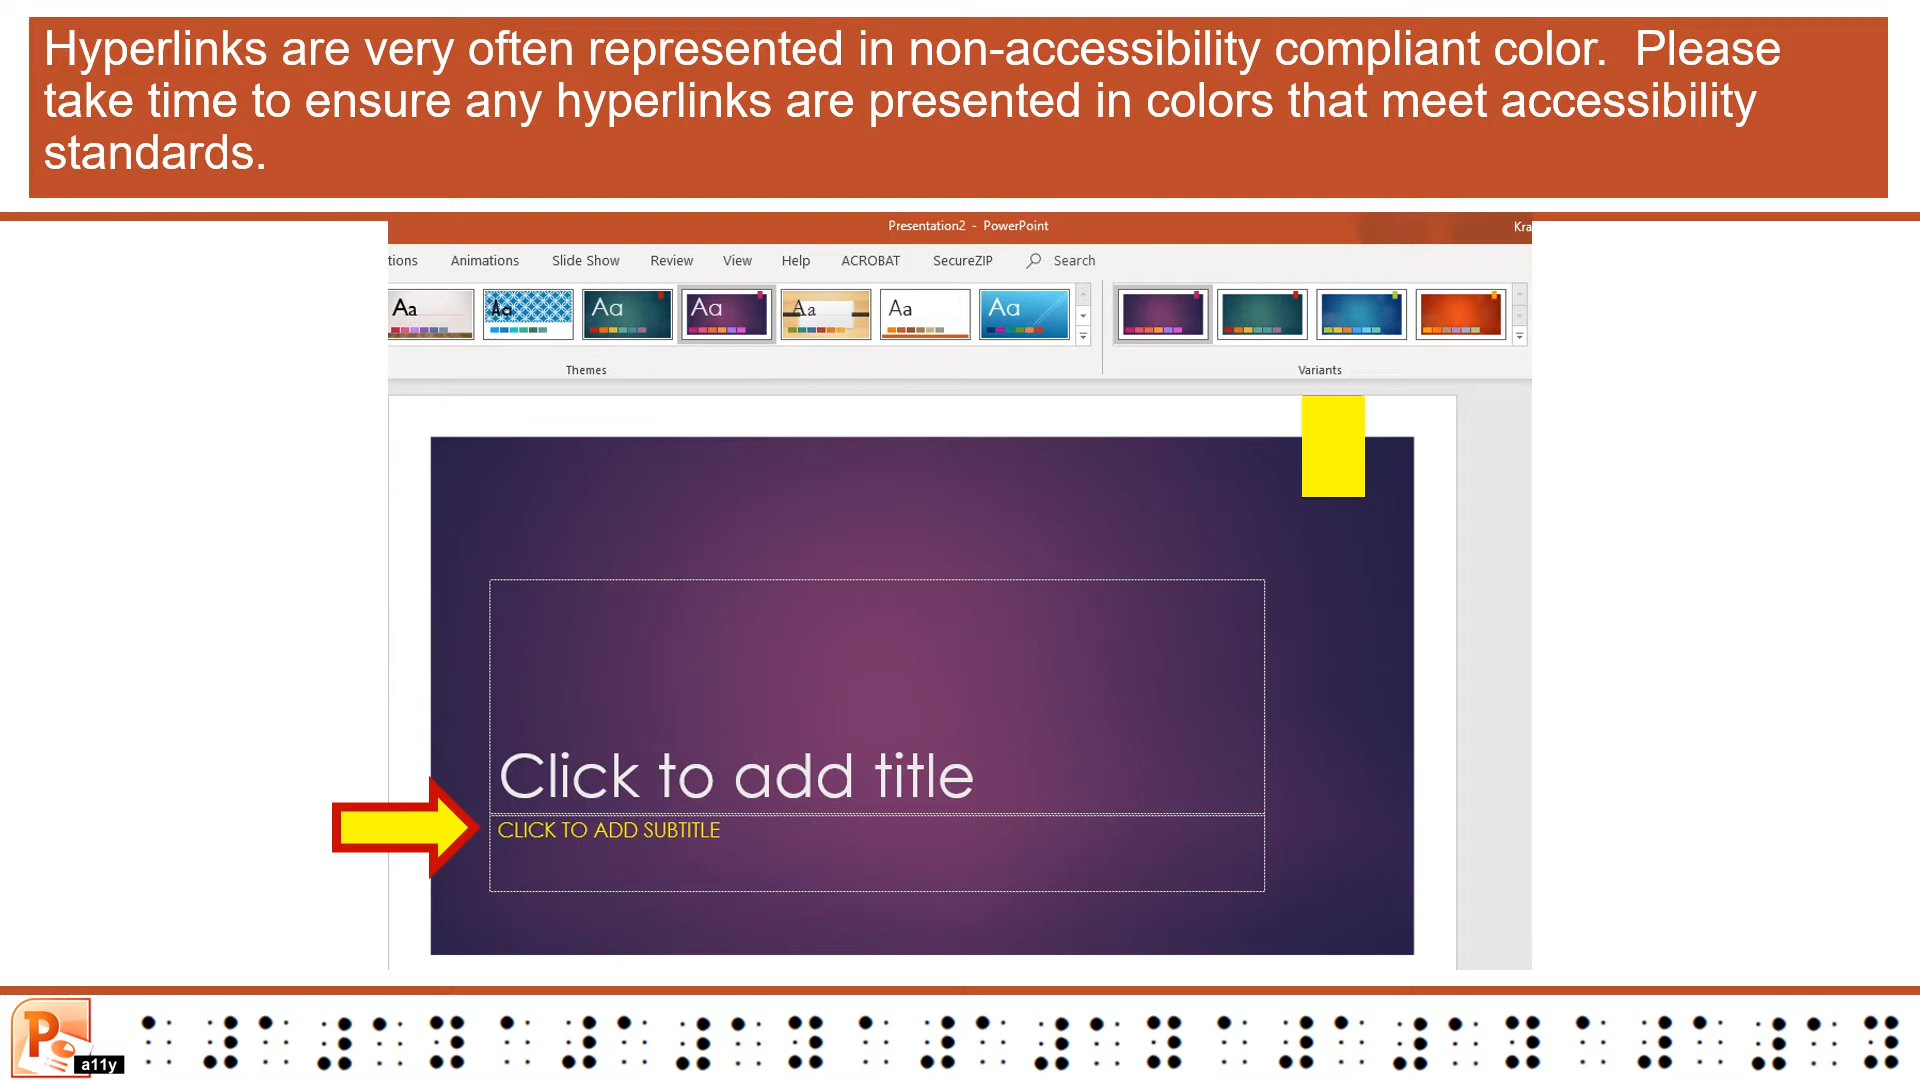 Hyperlinks are very often represented in non-accessibility compliant color.  Please
take time to ensure any hyperlinks are presented in colors that meet accessibility
standards.
Presentation2 - PowerPoint
Kra
tions Animations Slide Show Review View Help ACROBAT SecureZIP Search
Aa Aa Aa Aa Aa Aa Aa
Themes Variants
Click to add title
CLICK TO ADD SUBTITLE
P
a11y